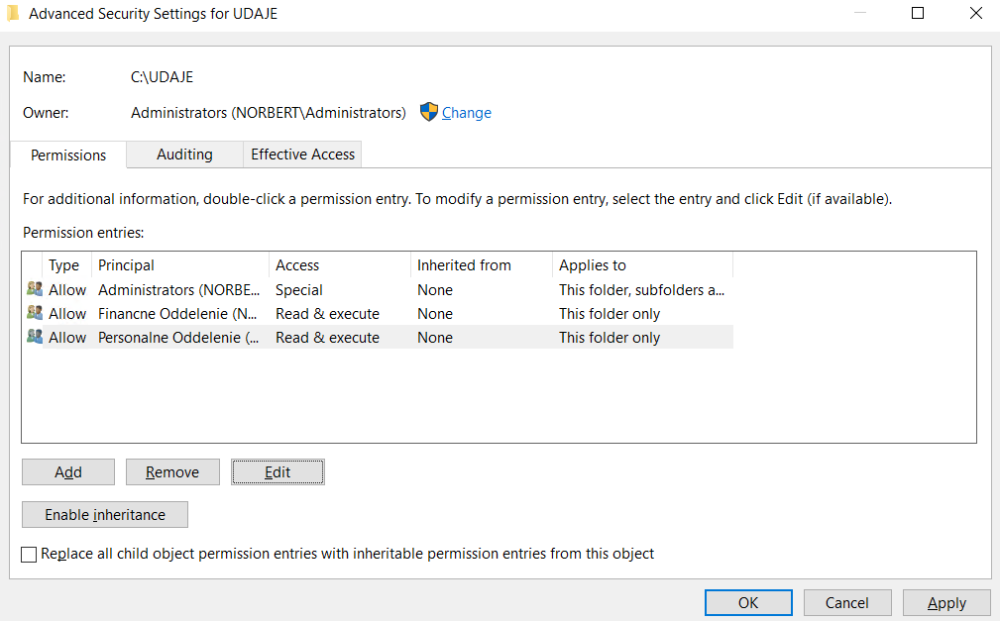 Advanced Security Settings for UDAJE
Name: C:\UDAJE
Owner: Administrators (NORBERT\Administrators) Change
Permissions Auditing Effective Access
For additional information, double-click a permission entry. To modify a permission entry, select the entry and click Edit (if available).
Permission entries:
Type Principal Access Inherited from Applies to
Allow Administrators (NORBE... Special None This folder, subfolders a...
Allow Financne Oddelenie (N... Read & execute None This folder only
Allow Personalne Oddelenie (... Read & execute None This folder only
Add Remove Edit
Enable inheritance
Replace all child object permission entries with inheritable permission entries from this object
OK Cancel Apply